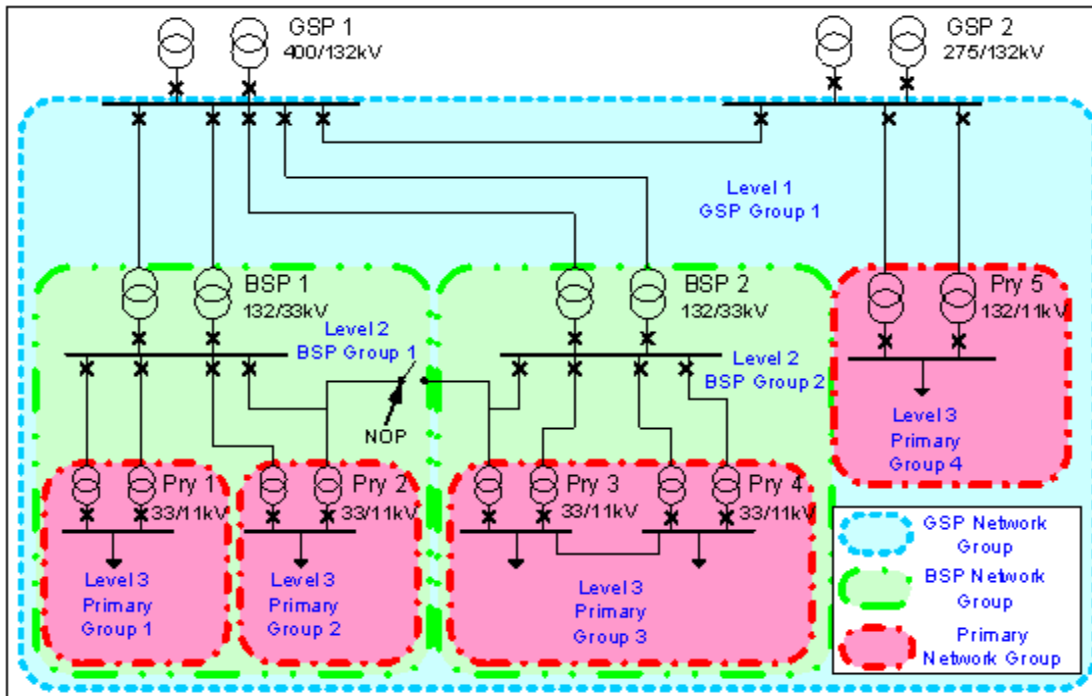 GSP 1
400/132kV
GSP 2
275/132kV
Level 1
GSP Group 1
BSP 1
132/33kV
BSP 2
132/33kV
Pry 5
132/11kV
Level 2
BSP Group 1
Level 2
BSP Group 2
NOP
Level 3
Primary
Group 4
Pry 1
33/11kV
Pry 2
33/11kV
Pry 3
33/11kV
Pry 4
33/11kV
Level 3
Primary
Group 1
Level 3
Primary
Group 2
Level 3
Primary
Group 3
GSP Network
Group
BSP Network
Group
Primary
Network Group